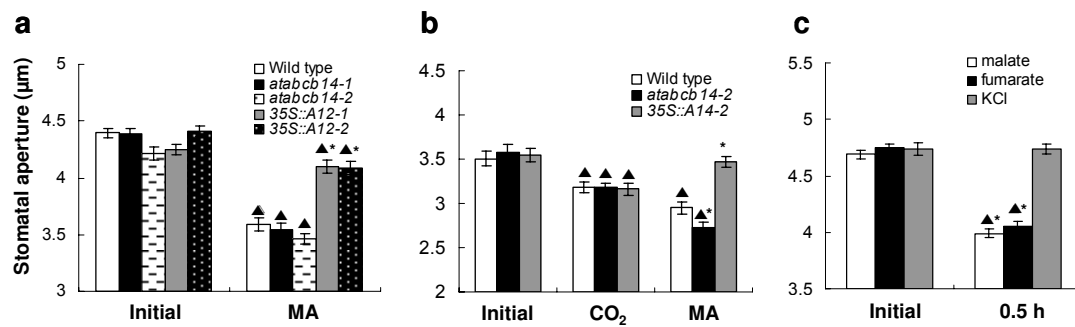 a
Stomatal aperture (μm)
5
4.5
4
3.5
3
Wild type
atabcb14-1
atabcb14-2
35S::A12-1
35S::A12-2
▲
▲
▲
▲*
▲*
Initial
MA
b
4.5
4
3.5
3
2.5
2
Wild type
atabcb14-2
35S::A14-2
▲
▲
▲
▲
▲*
*
Initial
CO₂
MA
c
5
4.5
4
3.5
malate
fumarate
KCl
▲*
▲*
Initial
0.5 h